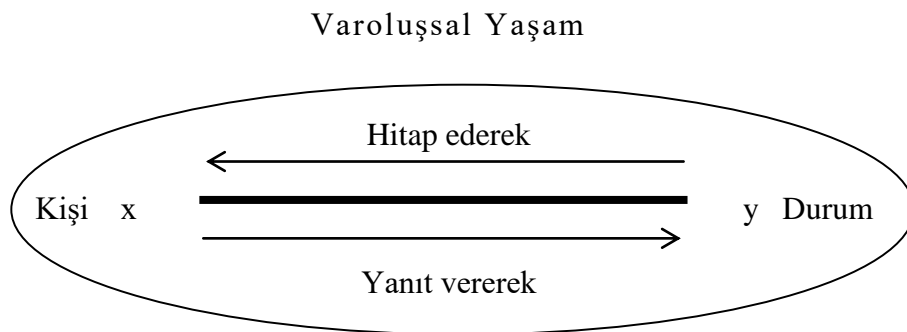 Varoluşsal Yaşam
Hitap ederek
Kişi x y Durum
Yanıt vererek